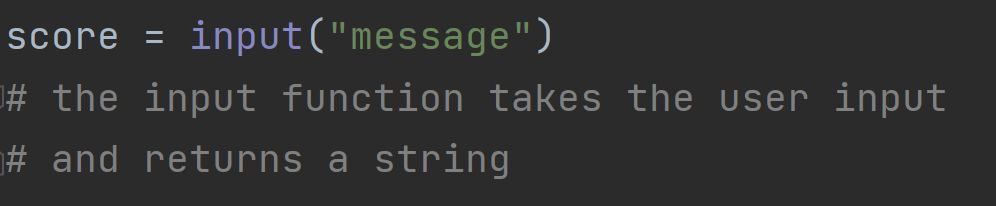 score = input("message")
# the input function takes the user input
# and returns a string